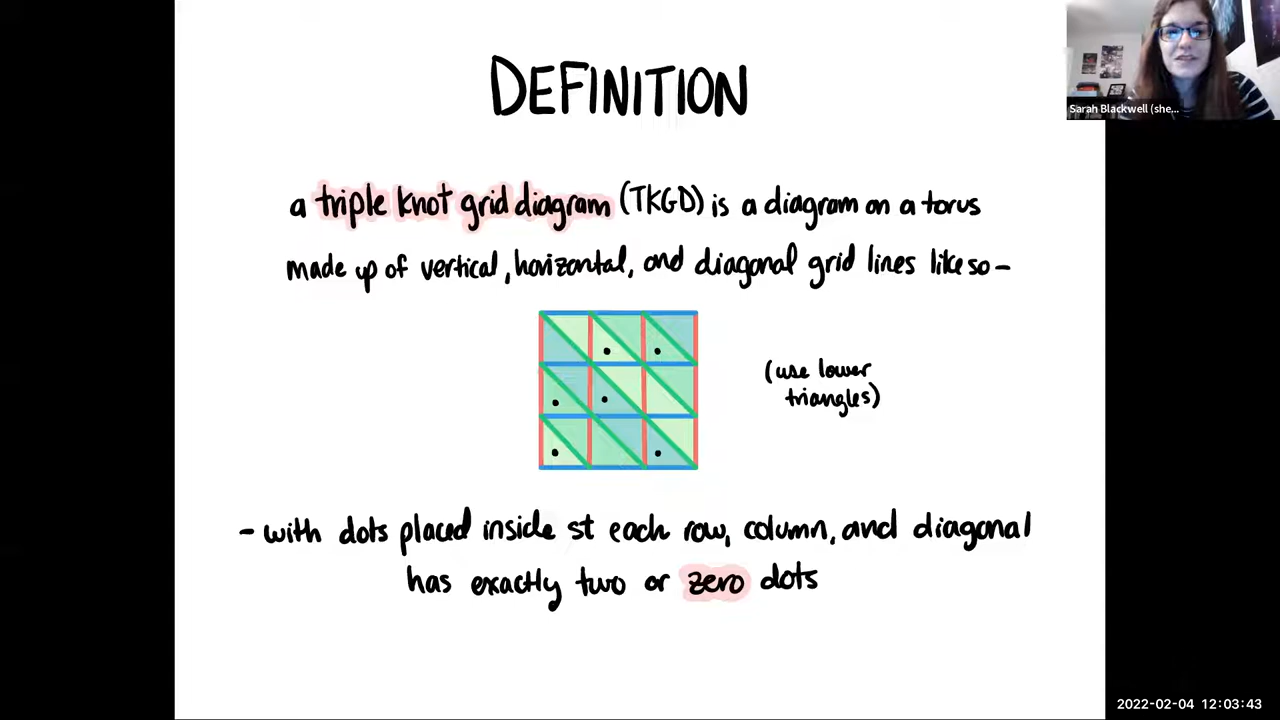 DEFINITION
Sarah Blackwell (she...
a triple knot grid diagram (TKGD) is a diagram on a torus
made up of vertical, horizontal, and diagonal grid lines like so -
(use lower
triangles)
- with dots placed inside st each row, column, and diagonal
has exactly two or zero dots
2022-02-04 12:03:43